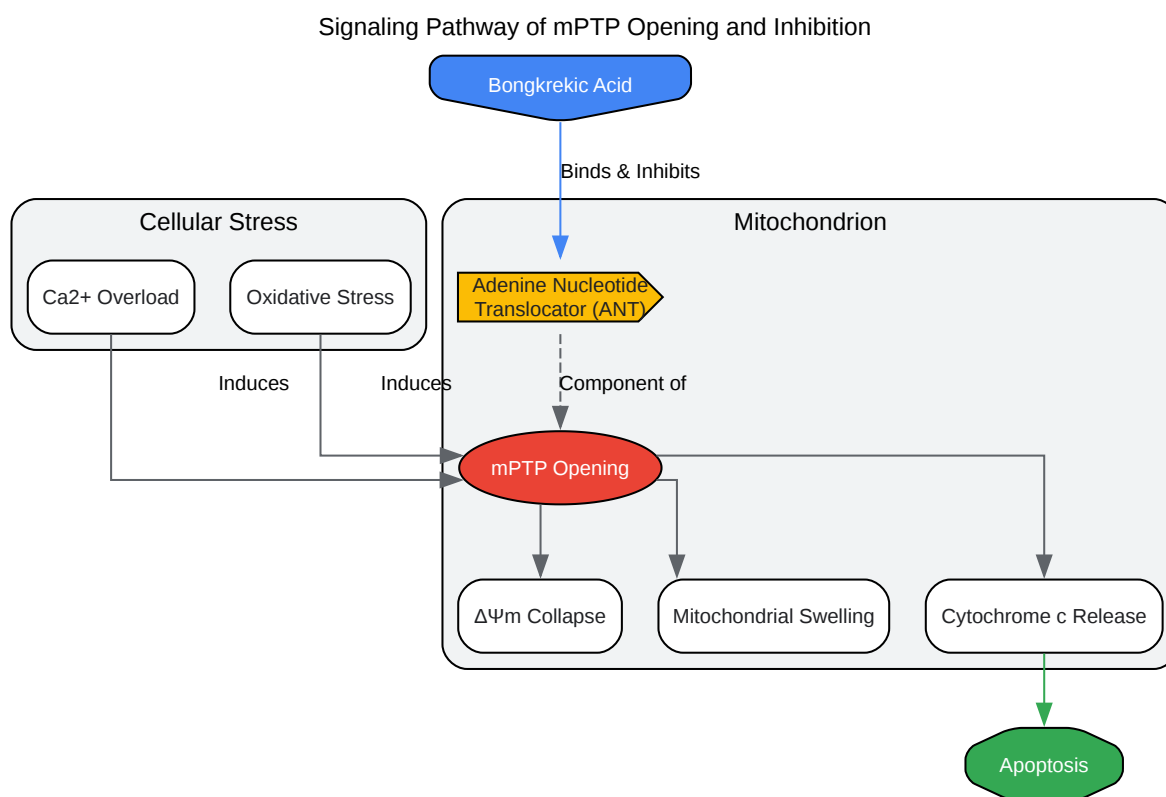 Signaling Pathway of mPTP Opening and Inhibition
Bongkrekic Acid
Binds & Inhibits
Cellular Stress
Mitochondrion
Ca2+ Overload
Oxidative Stress
Adenine Nucleotide
Translocator (ANT)
Induces
Induces
Component of
mPTP Opening
ΔΨm Collapse
Mitochondrial Swelling
Cytochrome c Release
Apoptosis